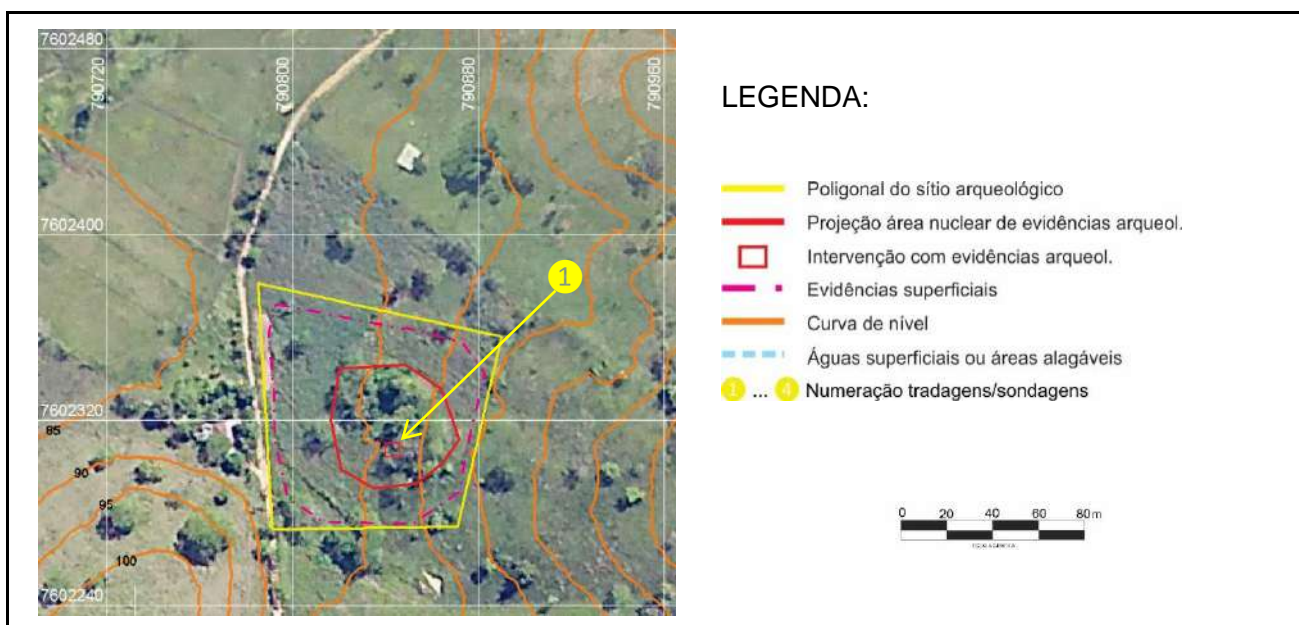 7602480
790720
790800
790880
790960
7602400
1
7602320
85
90
95
100
7602240
LEGENDA:
Poligonal do sítio arqueológico
Projeção área nuclear de evidências arqueol.
Intervenção com evidências arqueol.
Evidências superficiais
Curva de nível
Águas superficiais ou áreas alagáveis
1 ... 4 Numeração tradagens/sondagens
0 20 40 60 80 m